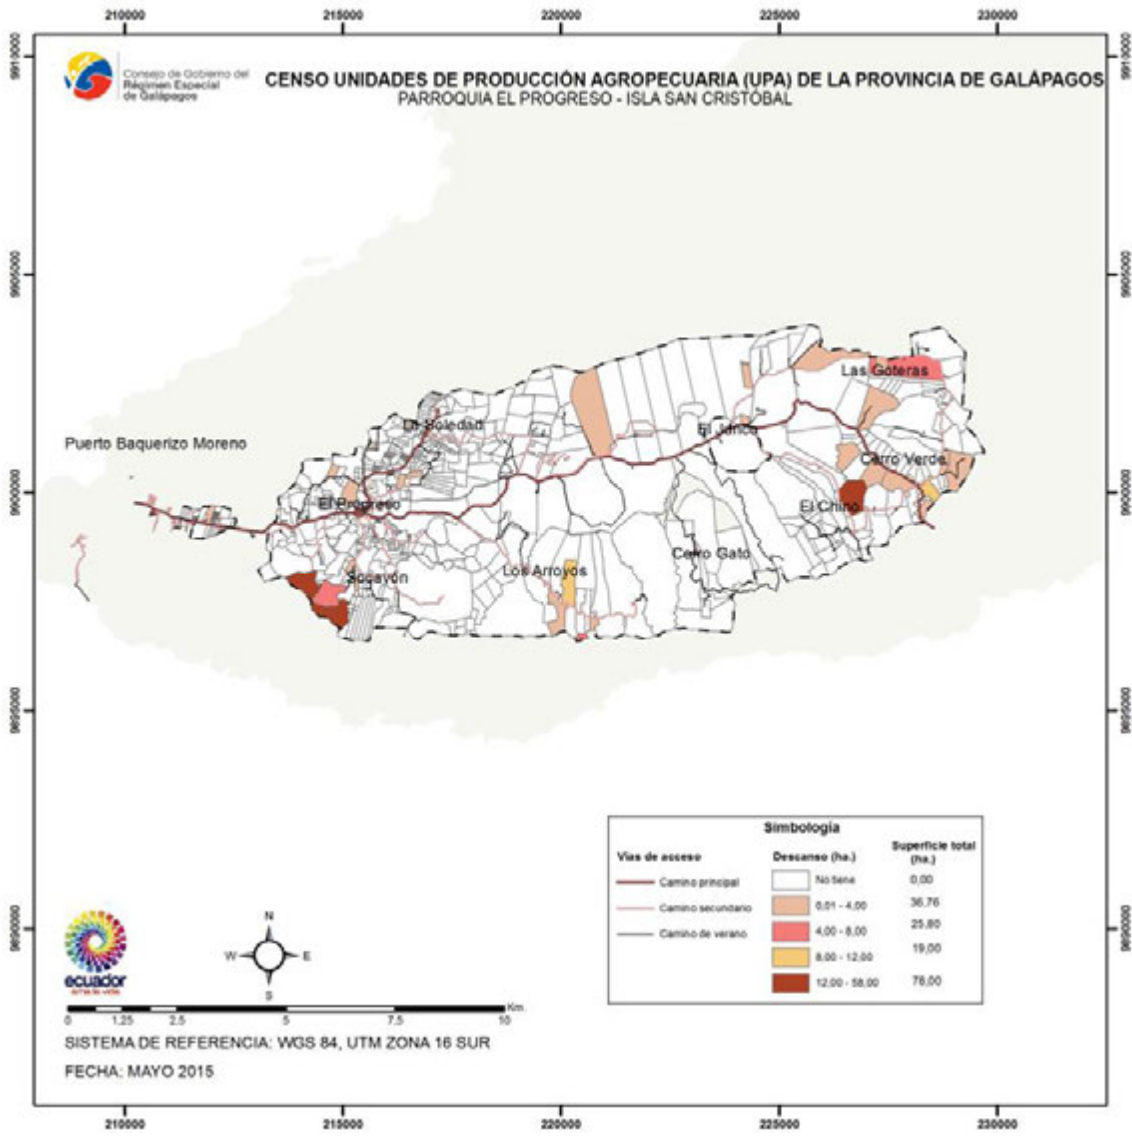 210000 215000 220000 225000 230000
Consejo de Gobierno del
Régimen Especial
de Galápagos
CENSO UNIDADES DE PRODUCCIÓN AGROPECUARIA (UPA) DE LA PROVINCIA DE GALÁPAGOS
PARROQUIA EL PROGRESO - ISLA SAN CRISTÓBAL
Las Goteras
Soledad
El Junco
Puerto Baquerizo Moreno
Cerro Verde
El Progreso
El Chino
Cerro Gato
Los Arroyos
Socavón
Simbología
Vías de acceso
Camino principal
Camino secundario
Camino de verano
Descanso (ha.)
Superficie total
(ha.)
No tiene 0,00
0,01 - 4,00 36,76
4,00 - 8,00 25,80
8,00 - 12,00 19,00
12,00 - 58,00 78,00
N
W E
S
ecuador
0 1,25 2,5 5 7,5 10
Km.
SISTEMA DE REFERENCIA: WGS 84, UTM ZONA 16 SUR
FECHA: MAYO 2015
210000 215000 220000 225000 230000